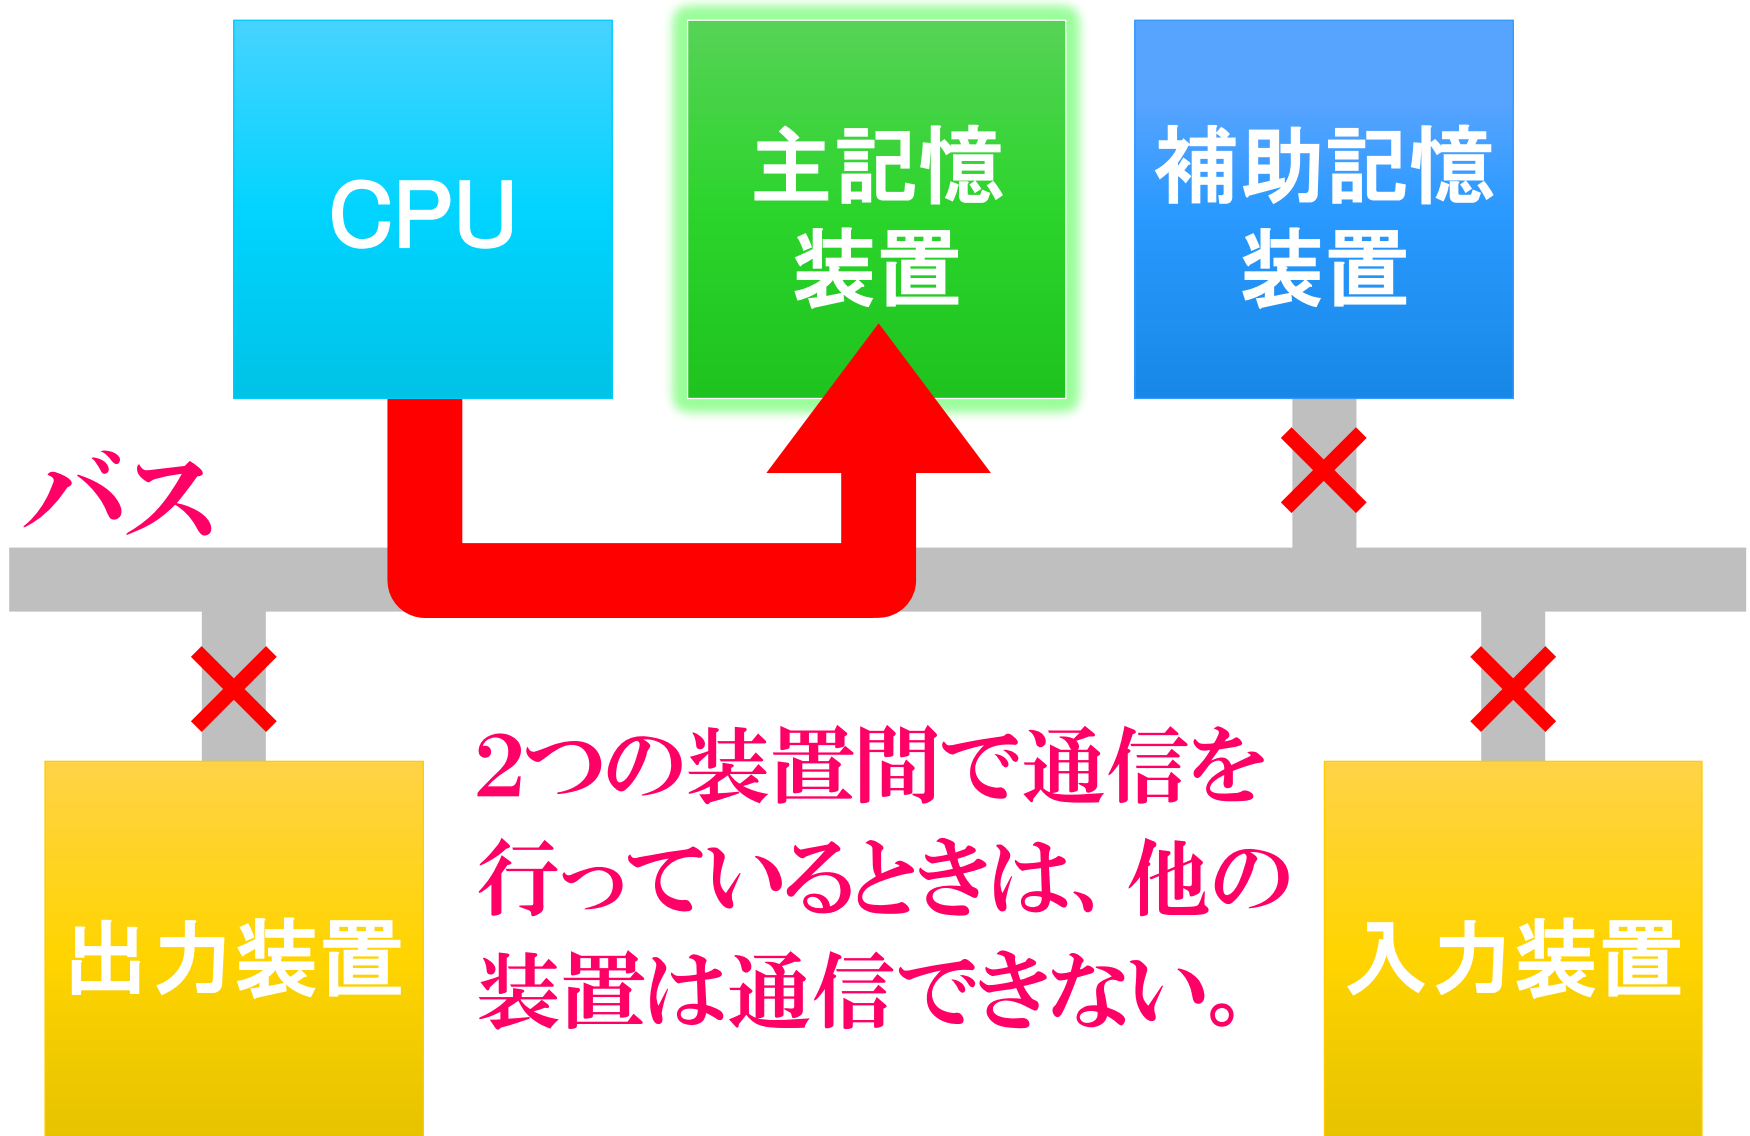 CPU
主記憶
装置
補助記憶
装置
バス
2つの装置間で通信を
行っているときは、他の
装置は通信できない。
出力装置
入力装置